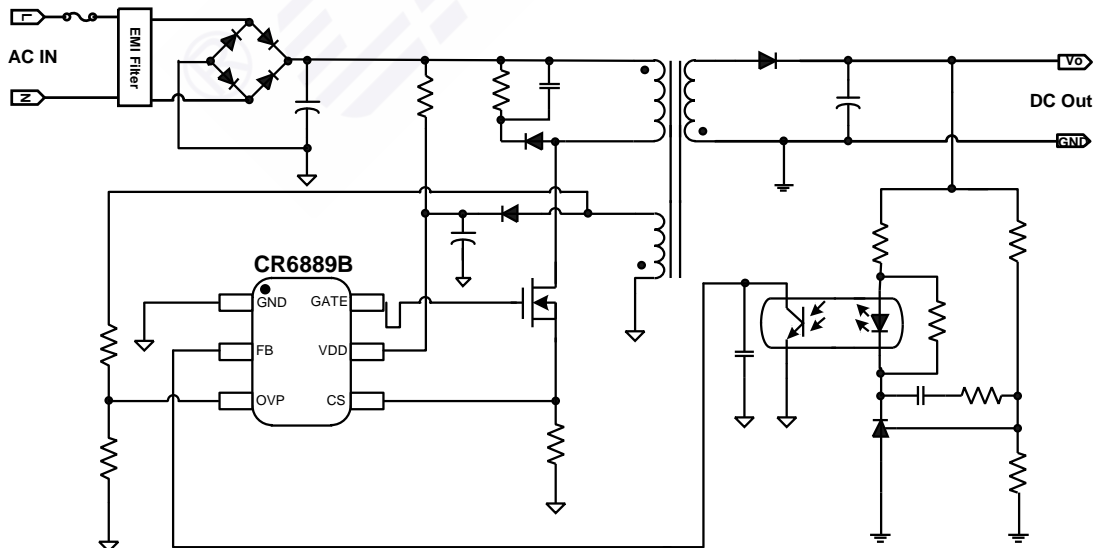 L
AC IN
N
EMI Filter
Vo
DC Out
GND
CR6889B
GND
GATE
FB
VDD
OVP
CS